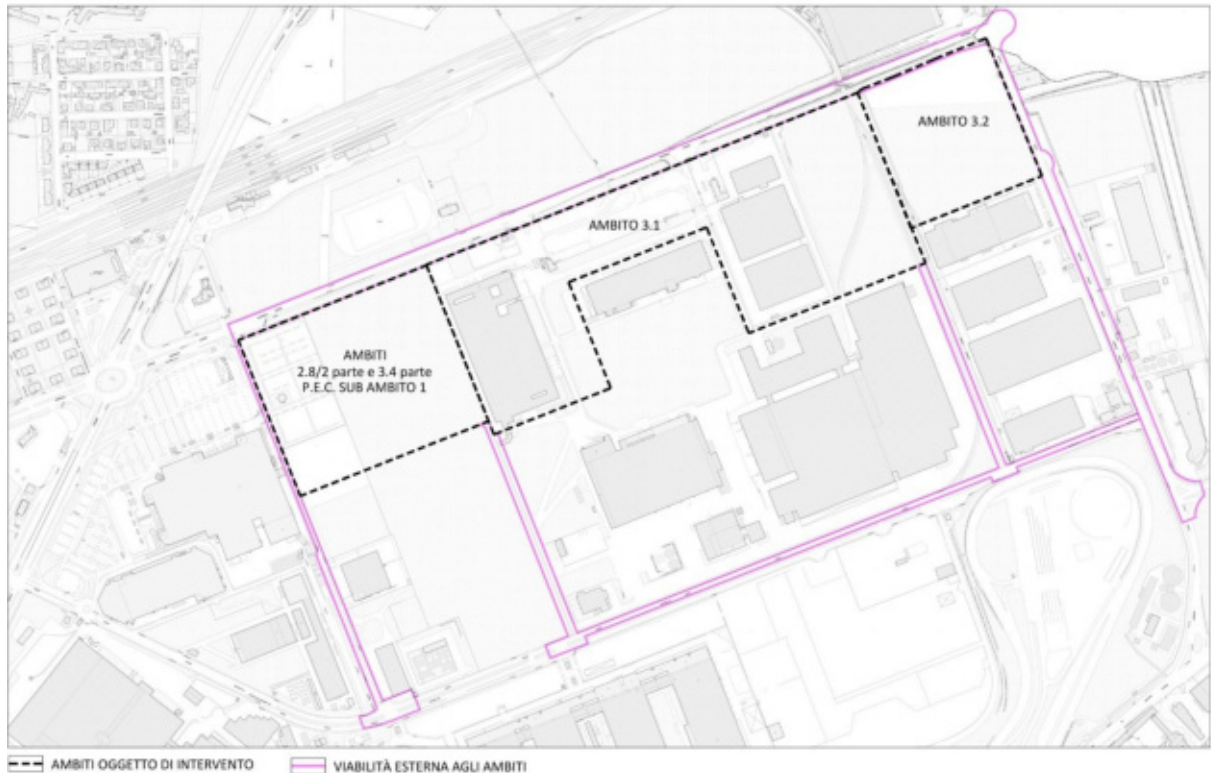 AMBITO 3.2
AMBITO 3.1
AMBITI
2.8/2 parte e 3.4 parte
P.E.C. SUB AMBITO 1
AMBITI OGGETTO DI INTERVENTO
VIABILITÀ ESTERNA AGLI AMBITI